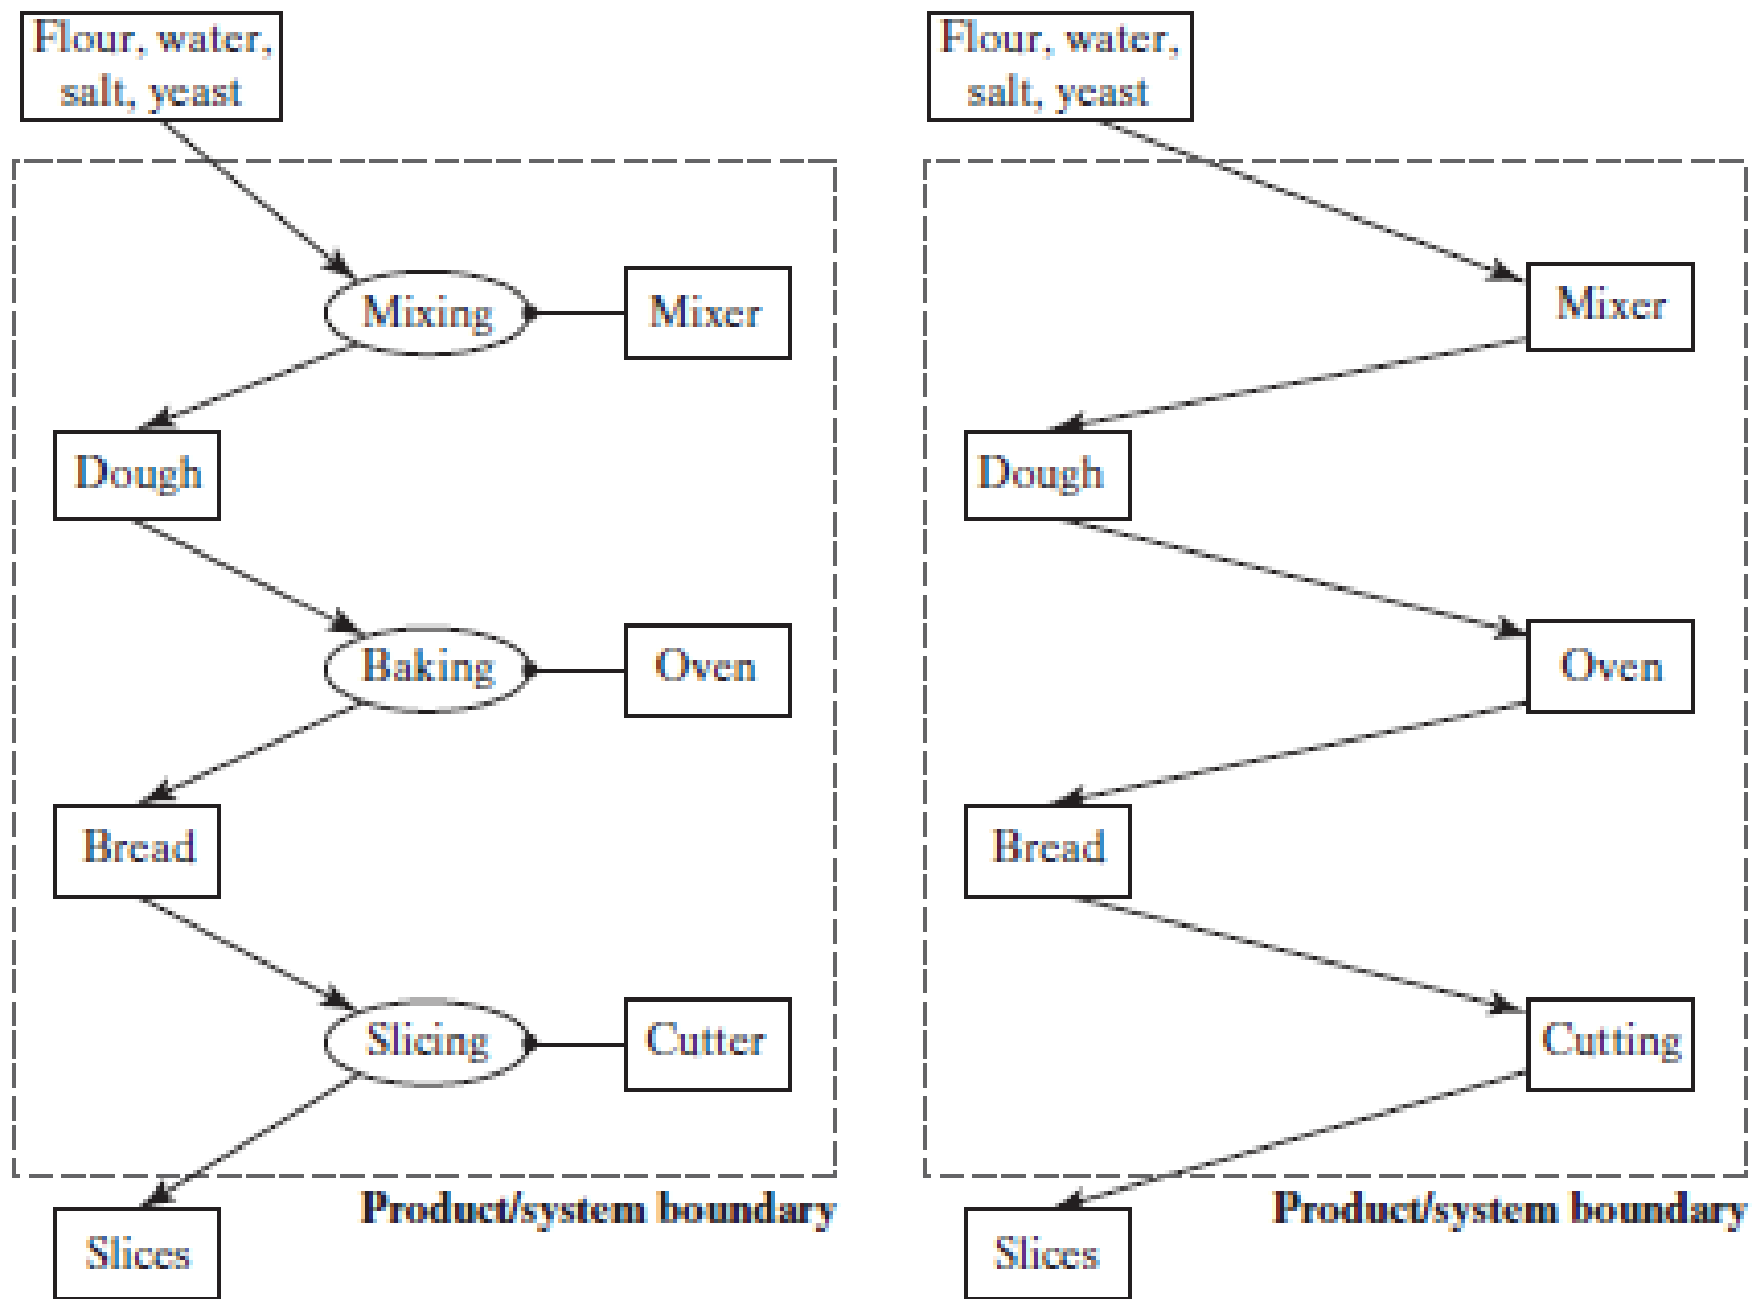 Flour, water,
salt, yeast
Mixing
Mixer
Dough
Baking
Oven
Bread
Slicing
Cutter
Product/system boundary
Slices
Flour, water,
salt, yeast
Mixer
Dough
Oven
Bread
Cutting
Product/system boundary
Slices